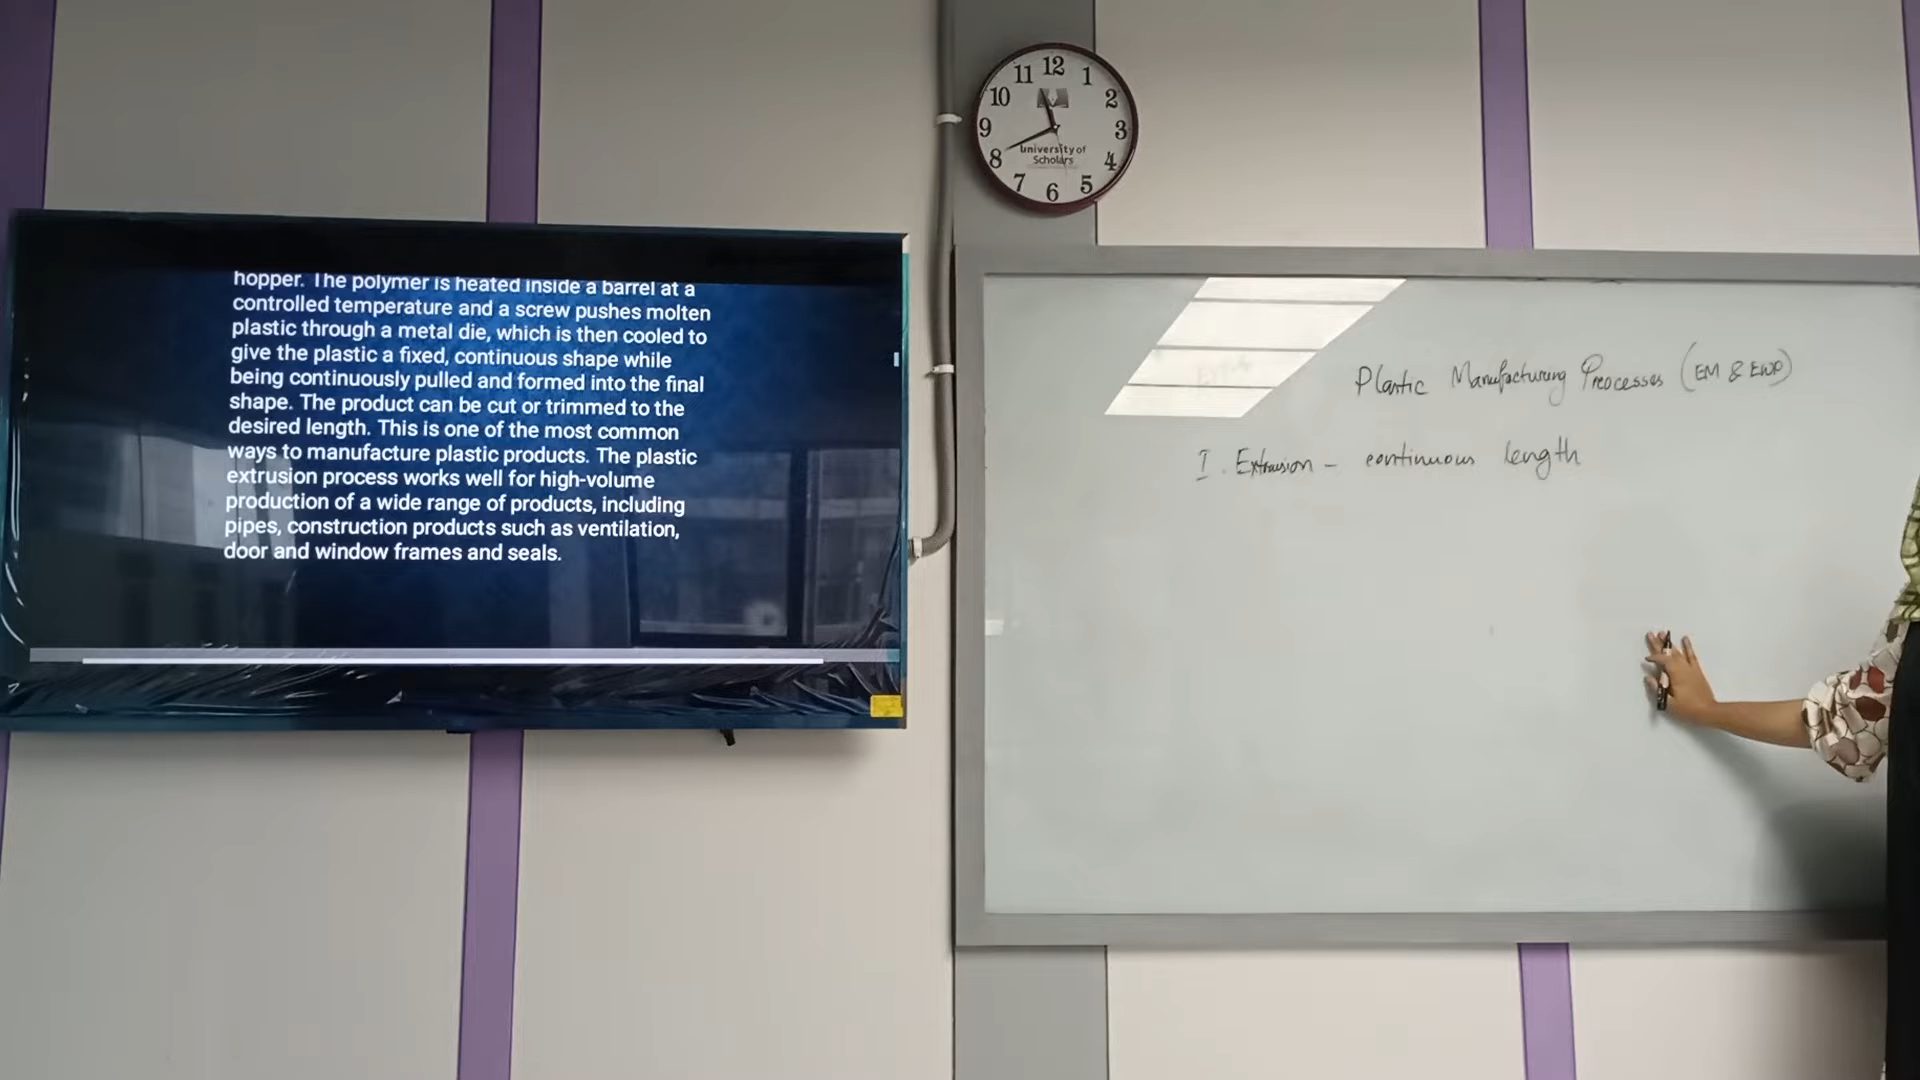 hopper. The polymer is heated inside a barrel at a
controlled temperature and a screw pushes molten
plastic through a metal die, which is then cooled to
give the plastic a fixed, continuous shape while
being continuously pulled and formed into the final
shape. The product can be cut or trimmed to the
desired length. This is one of the most common
ways to manufacture plastic products. The plastic
extrusion process works well for high-volume
production of a wide range of products, including
pipes, construction products such as ventilation,
door and window frames and seals.
12
1
2
3
4
5
6
7
8
9
10
11
University of
Scholars
Plastic Manufacturing Processes (EM & EWP)
I. Extrusion - continuous length